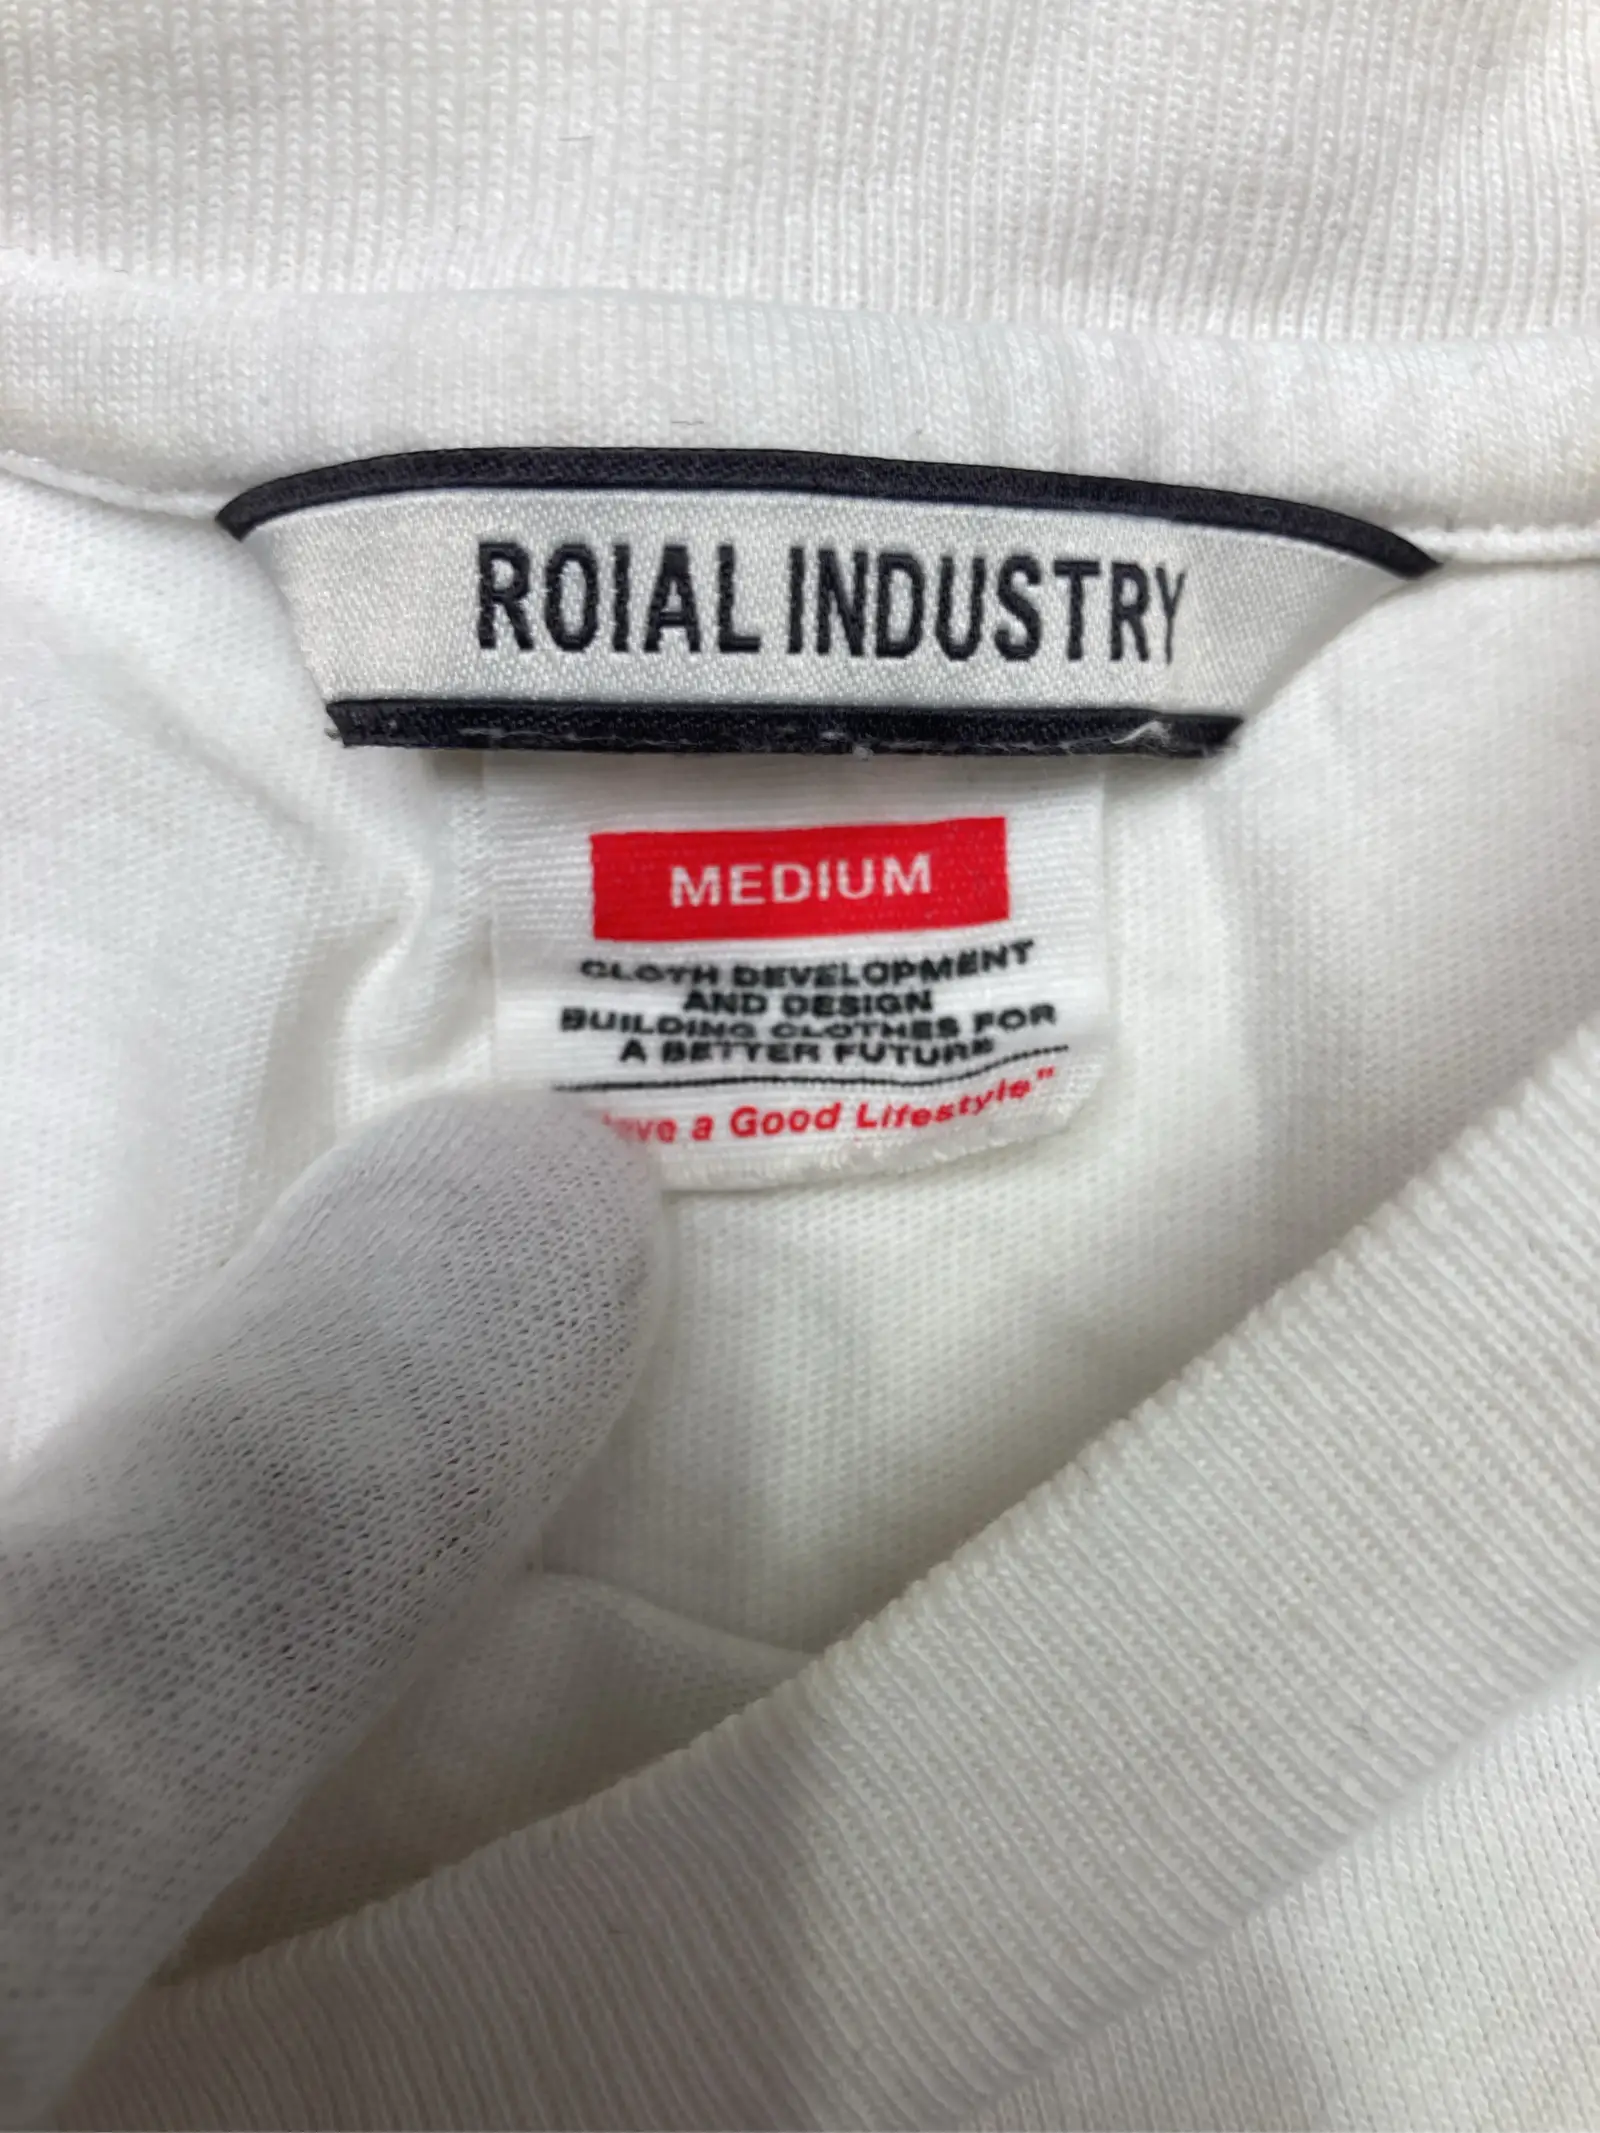 ROIAL INDUSTRY
MEDIUM
CLOTH DEVELOPMENT
AND DESIGN
BUILDING CLOTHES FOR
A BETTER FUTURE
a Good Lifestyle"